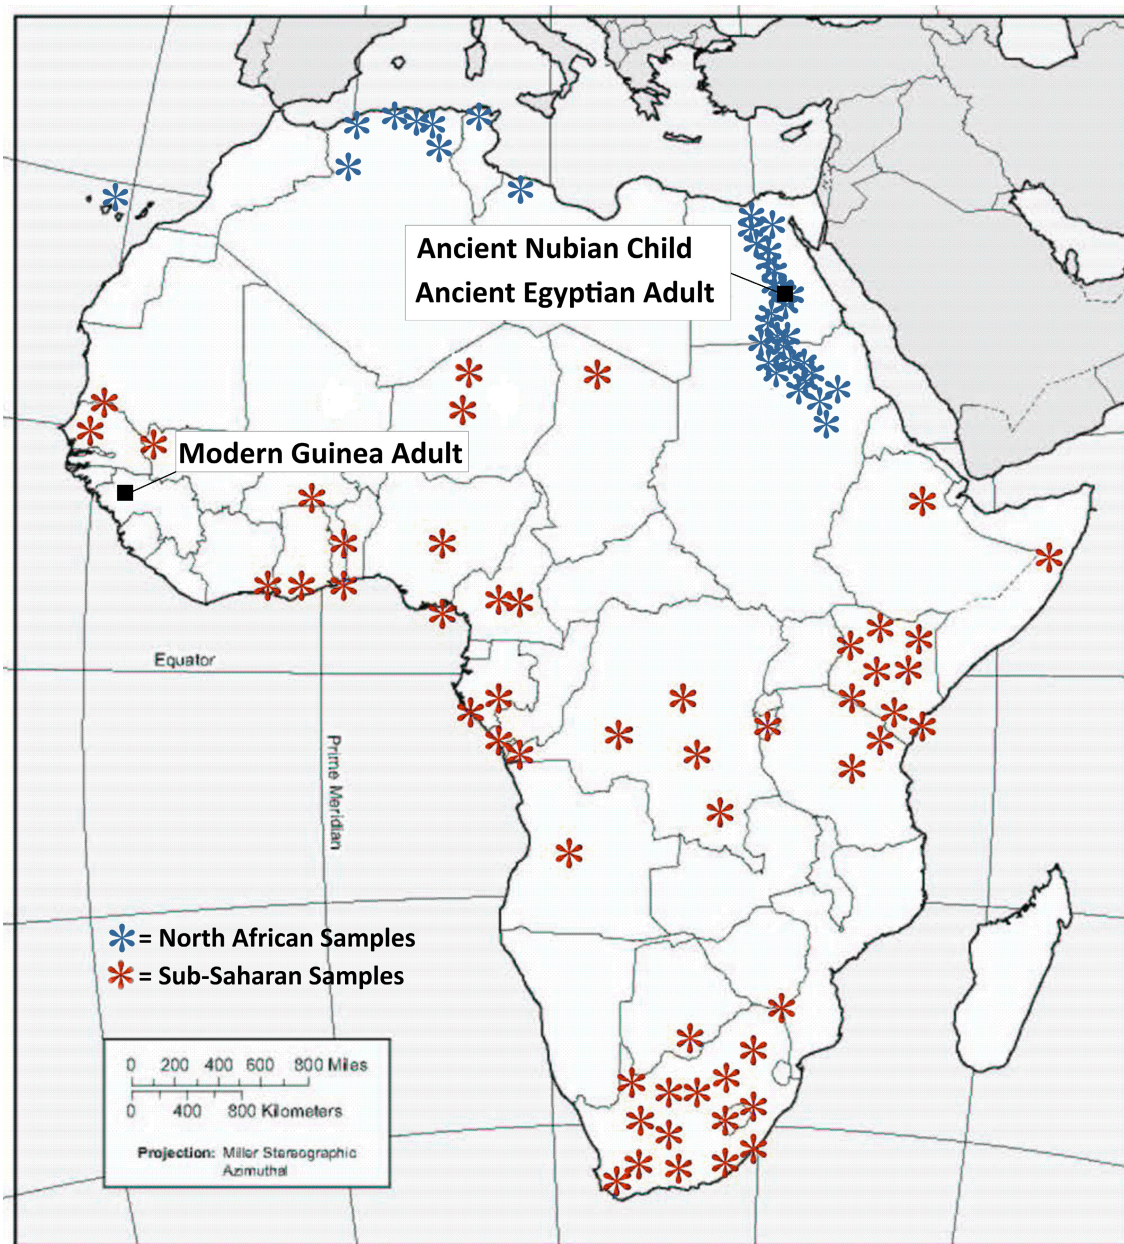 Ancient Nubian Child
Ancient Egyptian Adult
Modern Guinea Adult
Equator
Prime Meridian
= North African Samples
= Sub-Saharan Samples
0 200 400 600 800 Miles
0 400 800 Kilometers
Projection: Miller Stereographic
Azimuthal